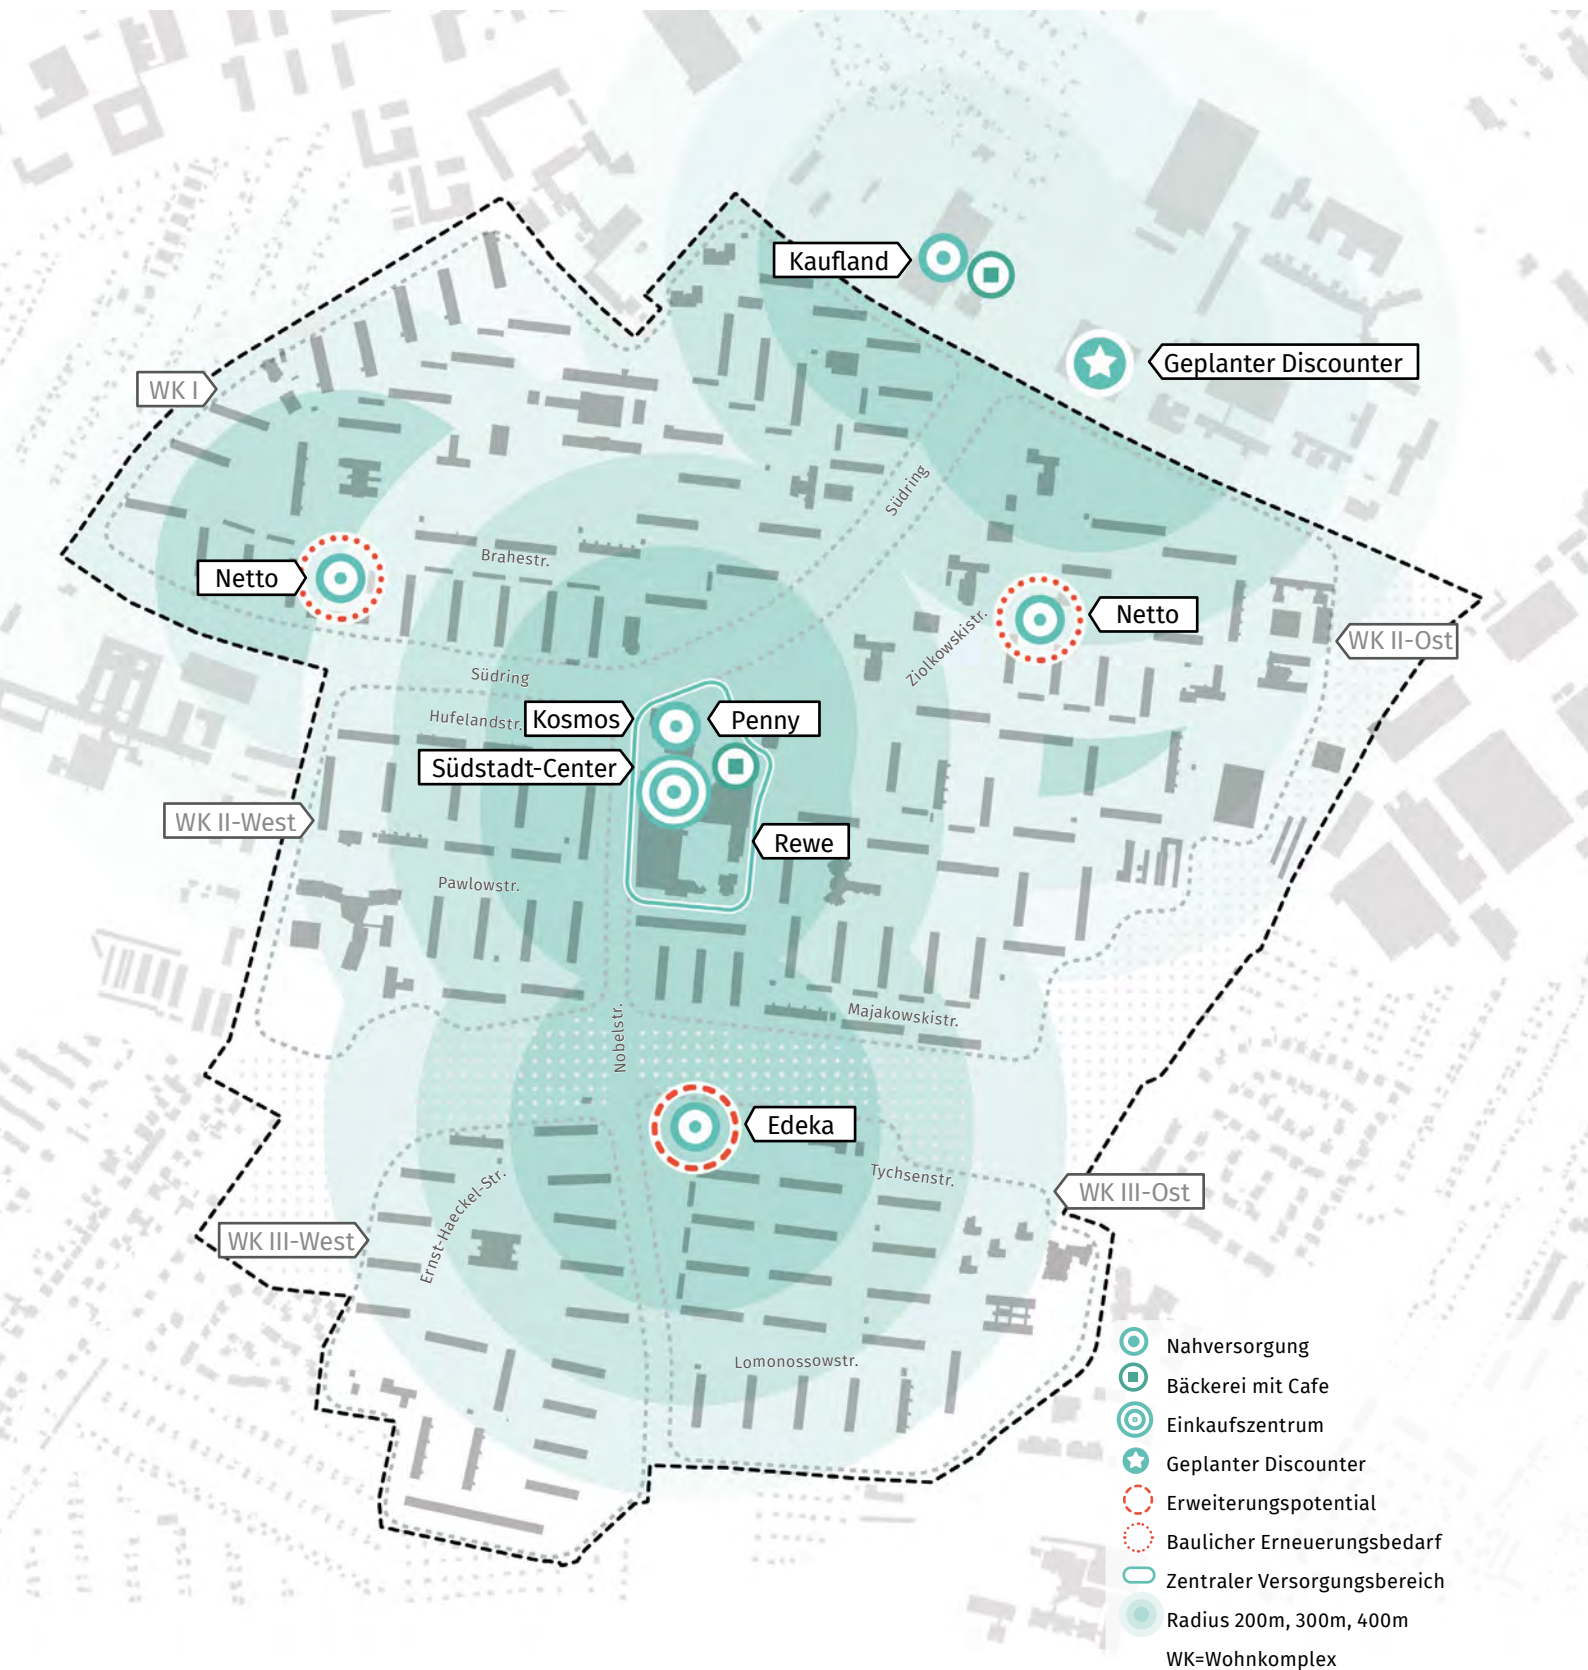 Kaufland
Geplanter Discounter
WK I
Südring
Brahestr.
Netto
Netto
Ziolkowskistr.
WK II-Ost
Südring
Hufelandstr.
Kosmos
Penny
Südstadt-Center
WK II-West
Rewe
Pawlowstr.
Nobelstr.
Majakowskistr.
Edeka
Tychsenstr.
WK III-Ost
Ernst-Haeckel-Str.
WK III-West
Lomonossowstr.
Nahversorgung
Bäckerei mit Cafe
Einkaufszentrum
Geplanter Discounter
Erweiterungspotential
Baulicher Erneuerungsbedarf
Zentraler Versorgungsbereich
Radius 200m, 300m, 400m
WK=Wohnkomplex